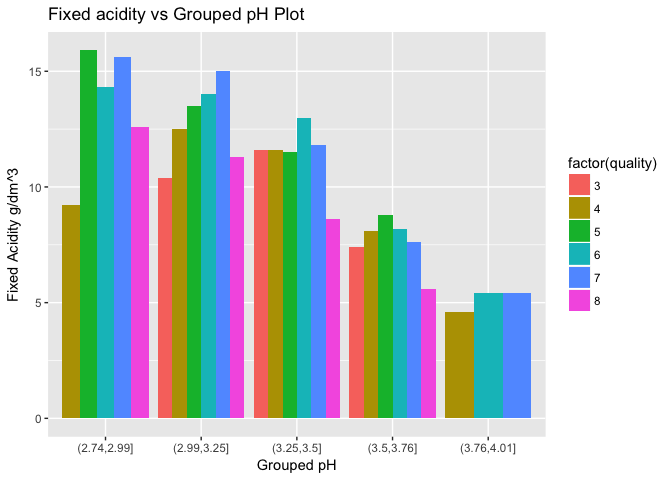 Fixed acidity vs Grouped pH Plot
Fixed Acidity g/dm^3
15
10
5
0
(2.74,2.99] (2.99,3.25] (3.25,3.5] (3.5,3.76] (3.76,4.01]
Grouped pH
factor(quality)
3
4
5
6
7
8